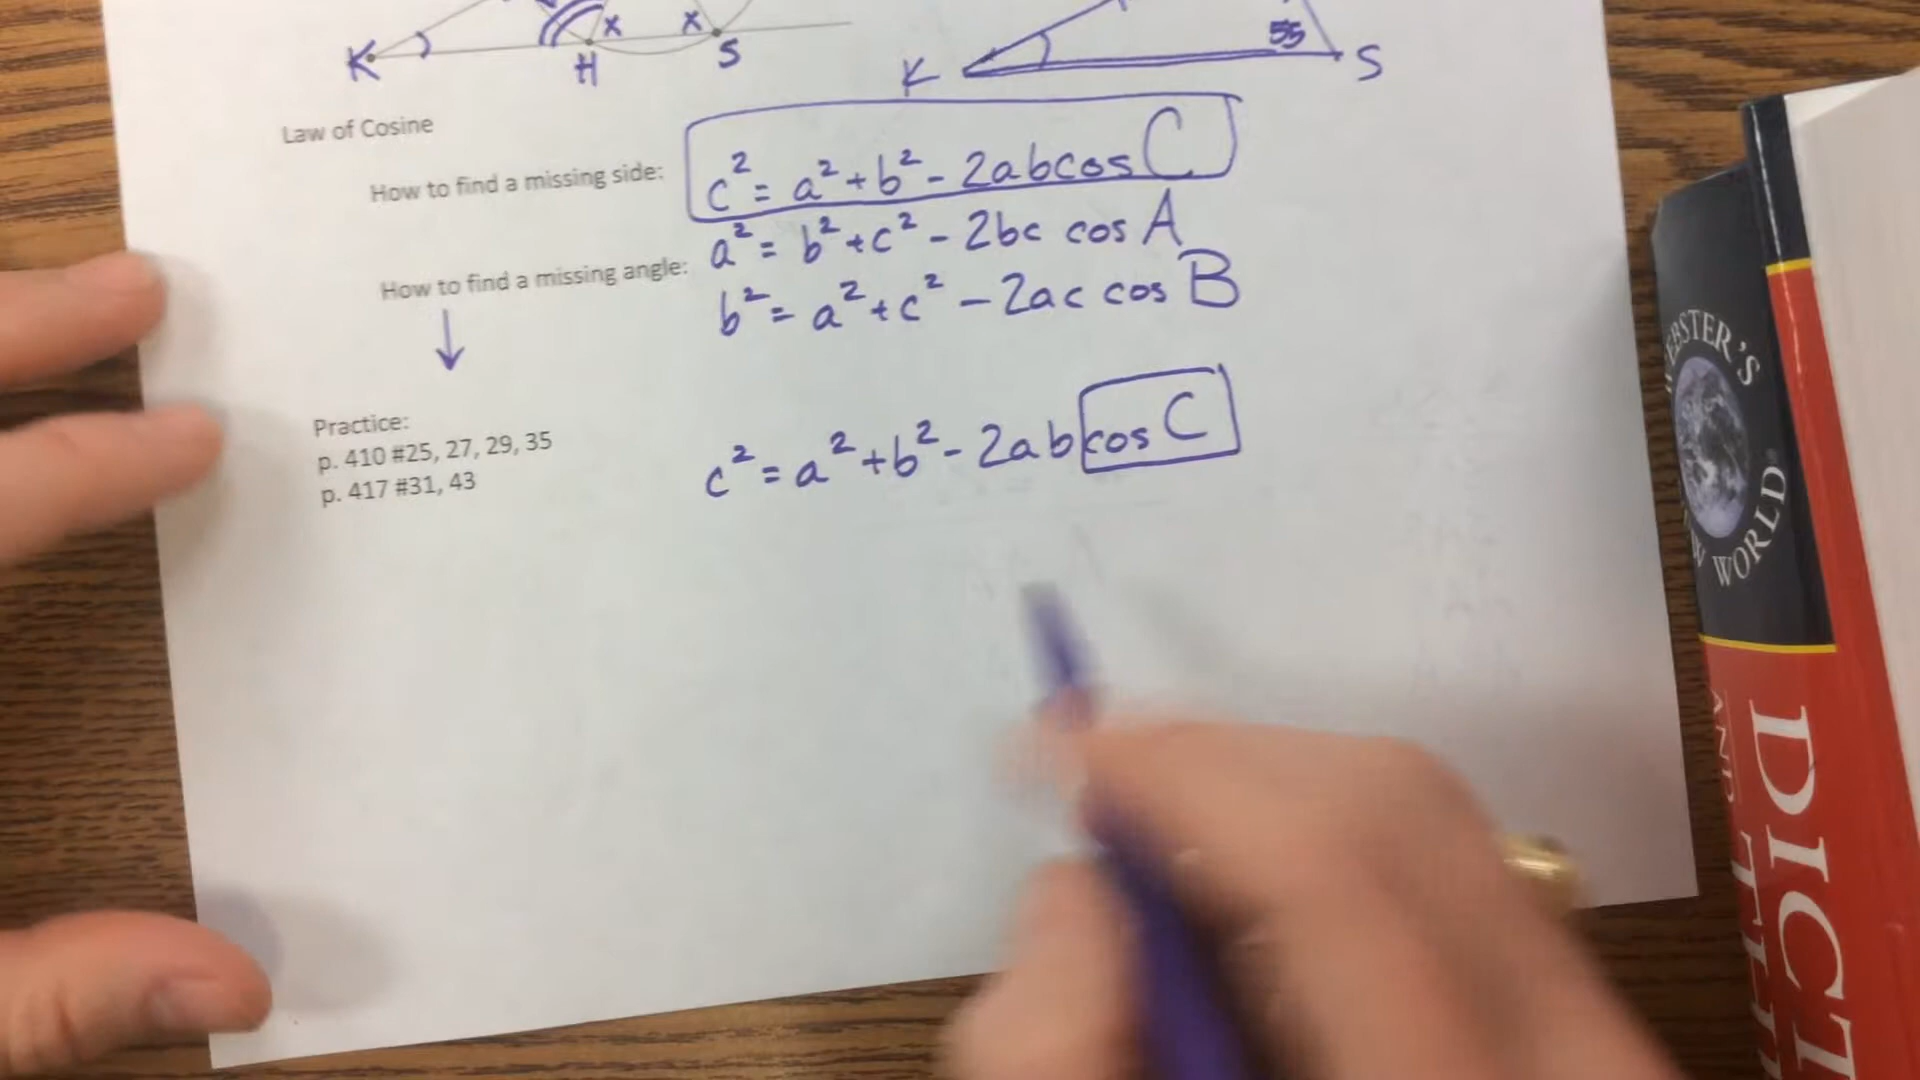 x x
K H S
55
K S
Law of Cosine
How to find a missing side: c² = a² + b² - 2abcos C
a² = b² + c² - 2bc cos A
How to find a missing angle:
b² = a² + c² - 2ac cos B
Practice:
p. 410 #25, 27, 29, 35
p. 417 #31, 43
c² = a² + b² - 2ab cos C
WEBSTER'S
WORLD
AND
DICT